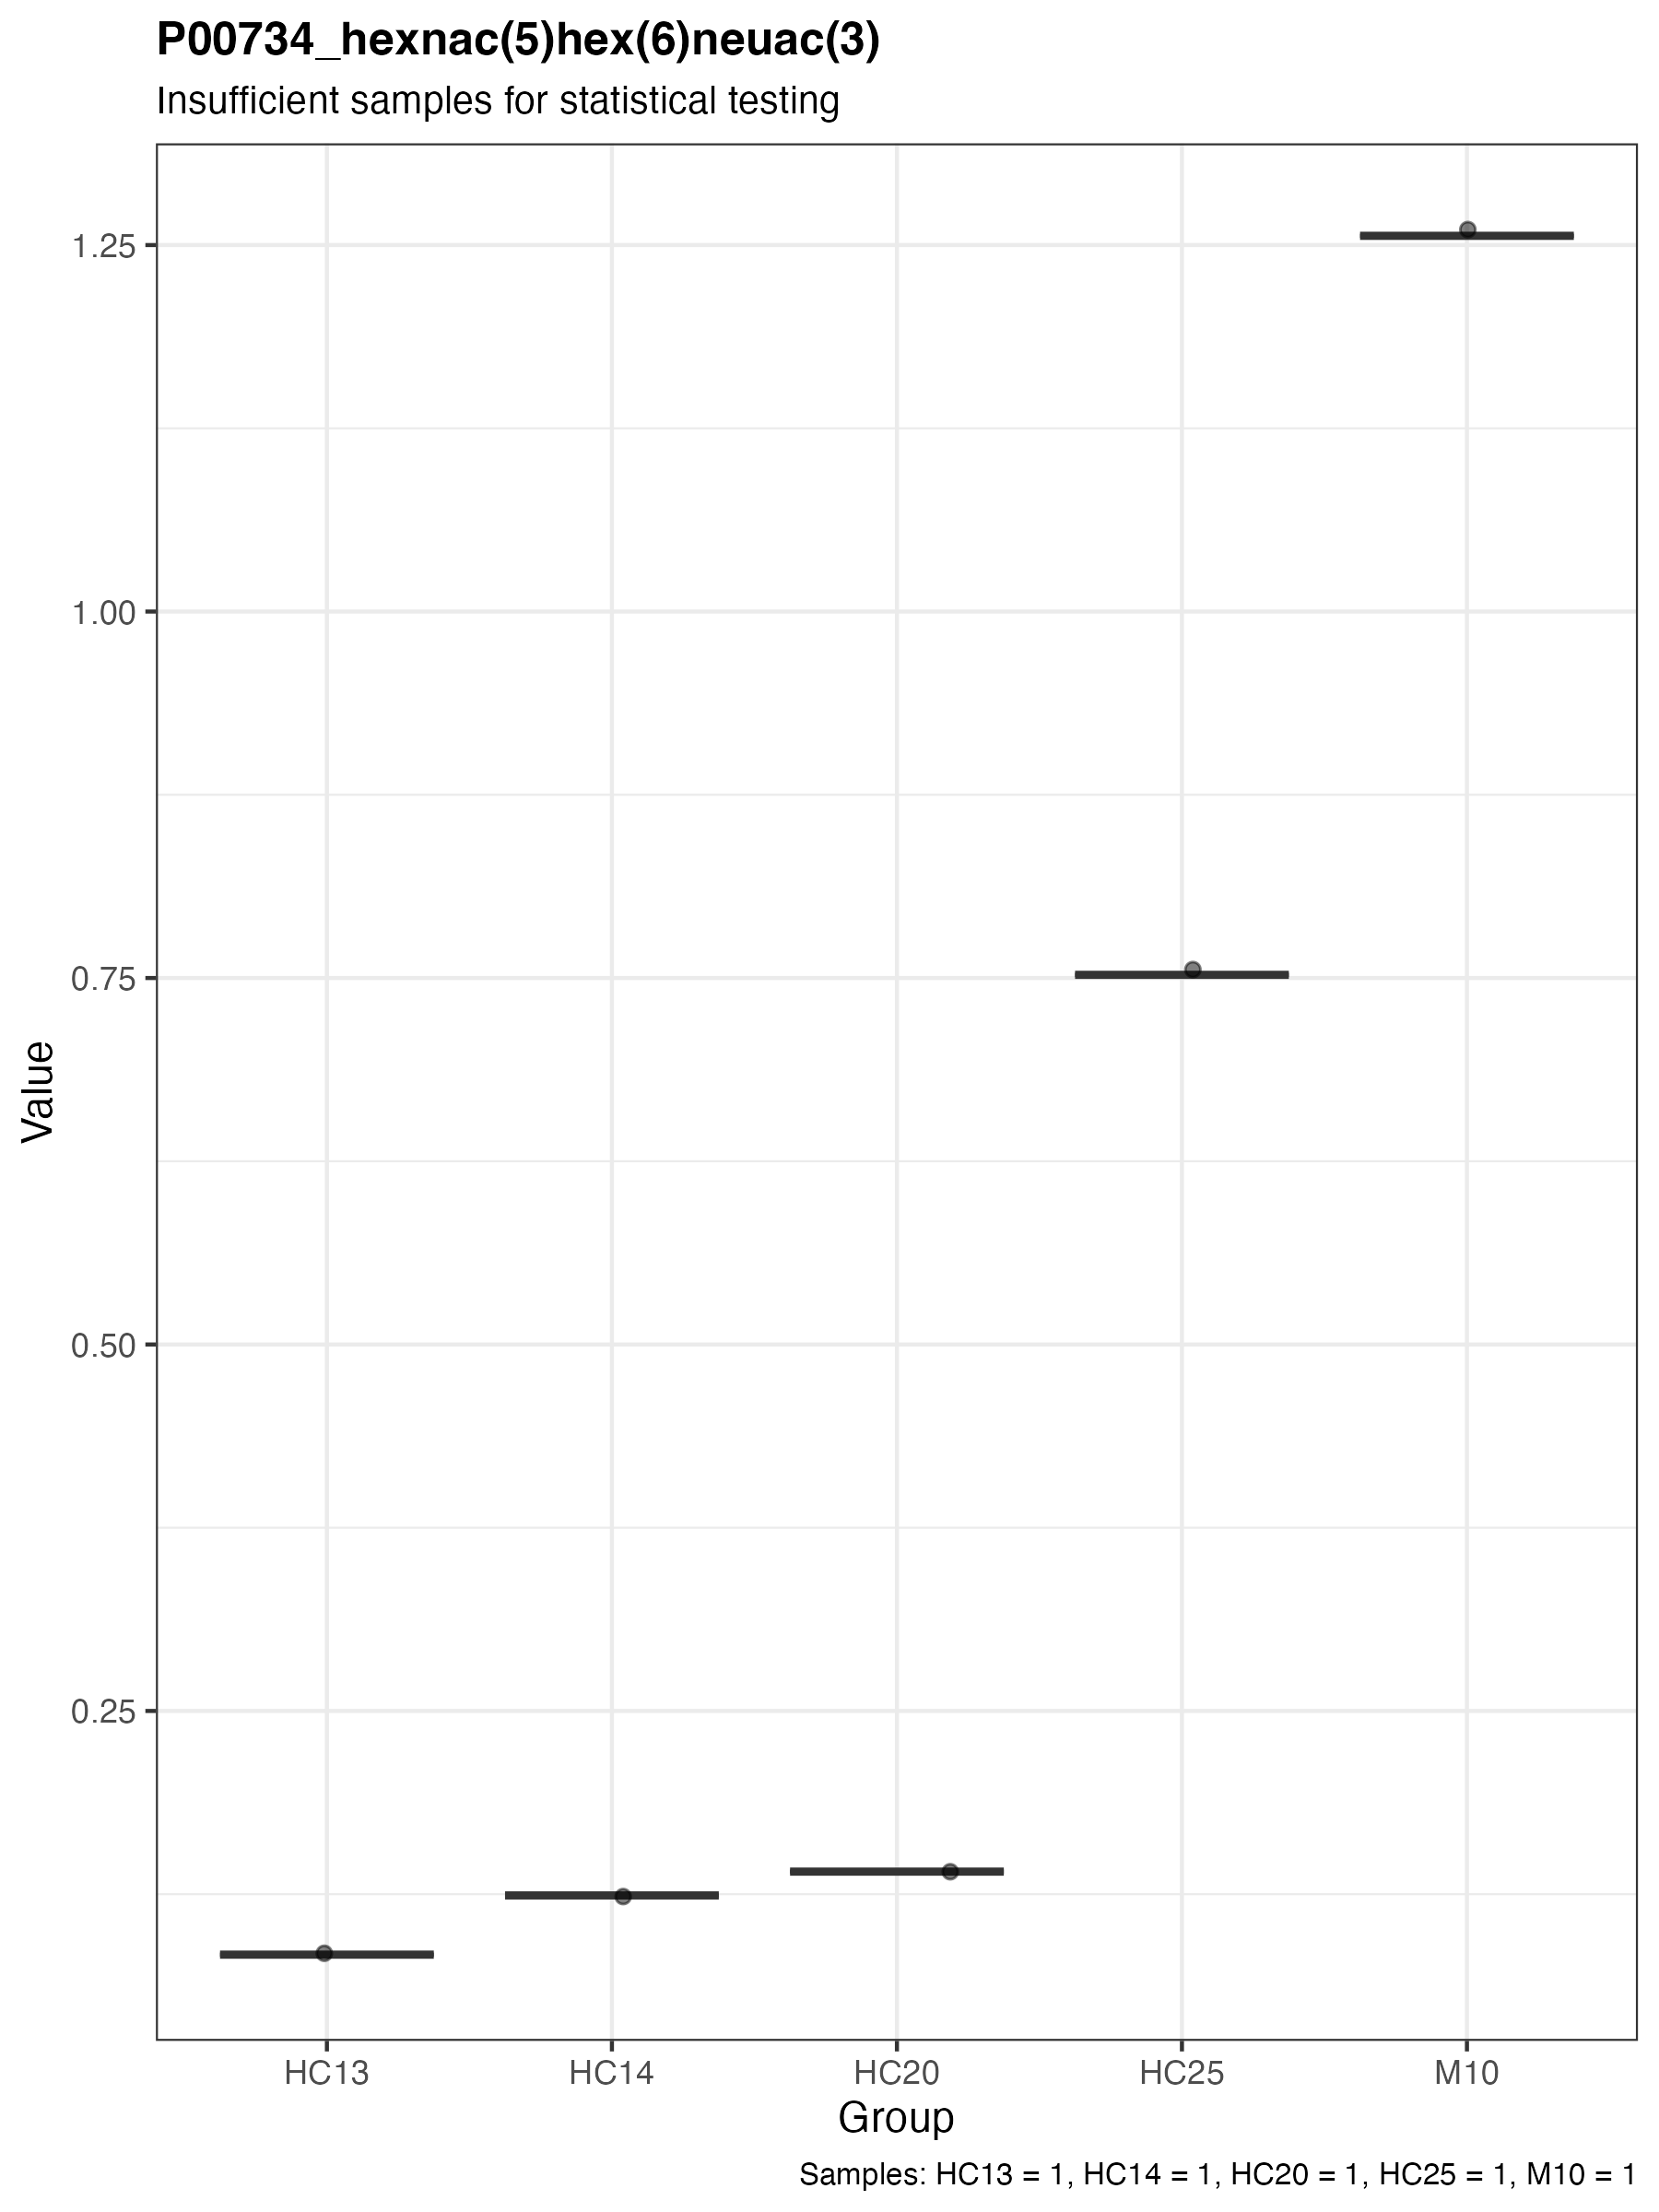 P00734_hexnac(5)hex(6)neuac(3)
Insufficient samples for statistical testing
1.25
1.00
0.75
0.50
0.25
Value
HC13 HC14 HC20 HC25 M10
Group
Samples: HC13 = 1, HC14 = 1, HC20 = 1, HC25 = 1, M10 = 1